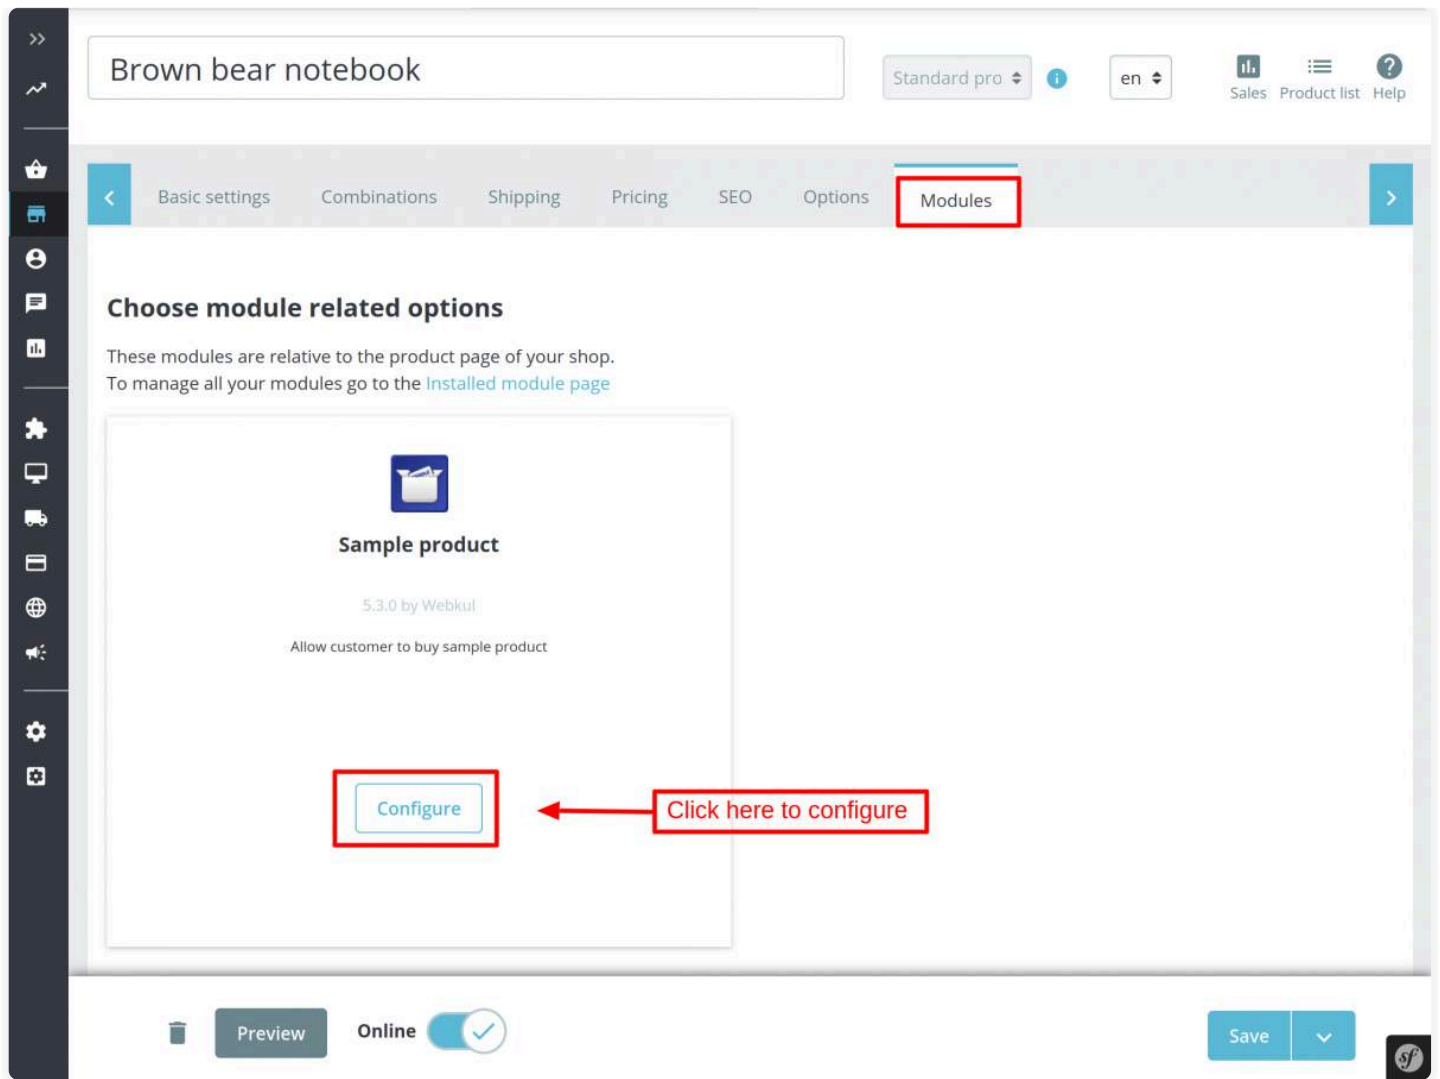 Brown bear notebook
Standard pro
en
Sales
Product list
Help
Basic settings
Combinations
Shipping
Pricing
SEO
Options
Modules
Choose module related options
These modules are relative to the product page of your shop.
To manage all your modules go to the Installed module page
Sample product
5.3.0 by Webkul
Allow customer to buy sample product
Configure
Click here to configure
Preview
Online
Save
sf